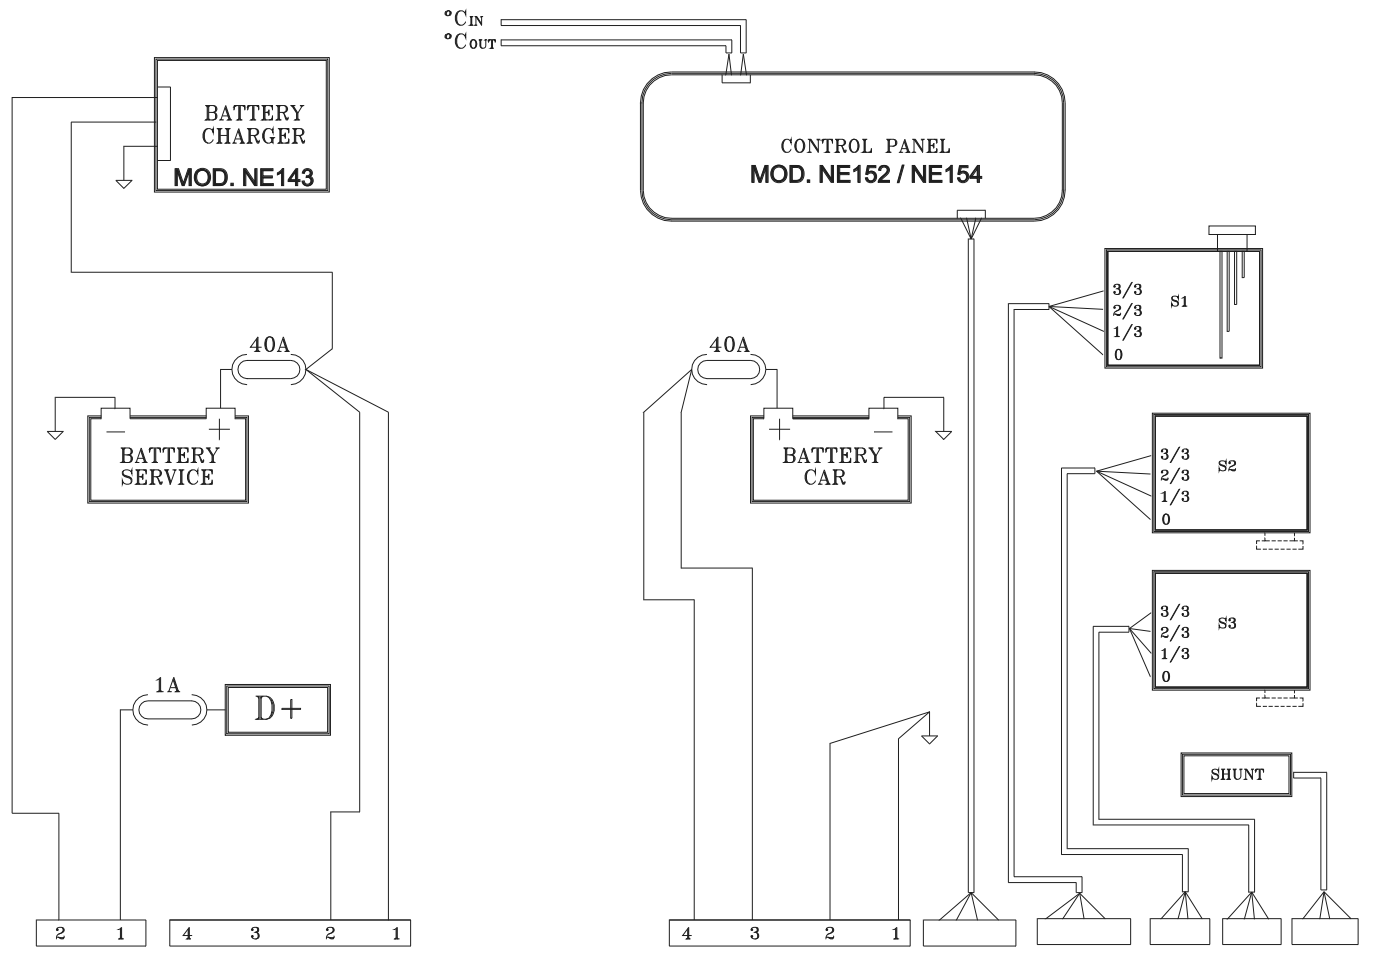 °CIN
°COUT
BATTERY
CHARGER
MOD. NE143
CONTROL PANEL
MOD. NE152 / NE154
3/3
2/3
1/3
0
S1
40A
40A
BATTERY
SERVICE
− +
BATTERY
CAR
+ −
3/3
2/3
1/3
0
S2
3/3
2/3
1/3
0
S3
1A
D+
SHUNT
2 1
4 3 2 1
4 3 2 1